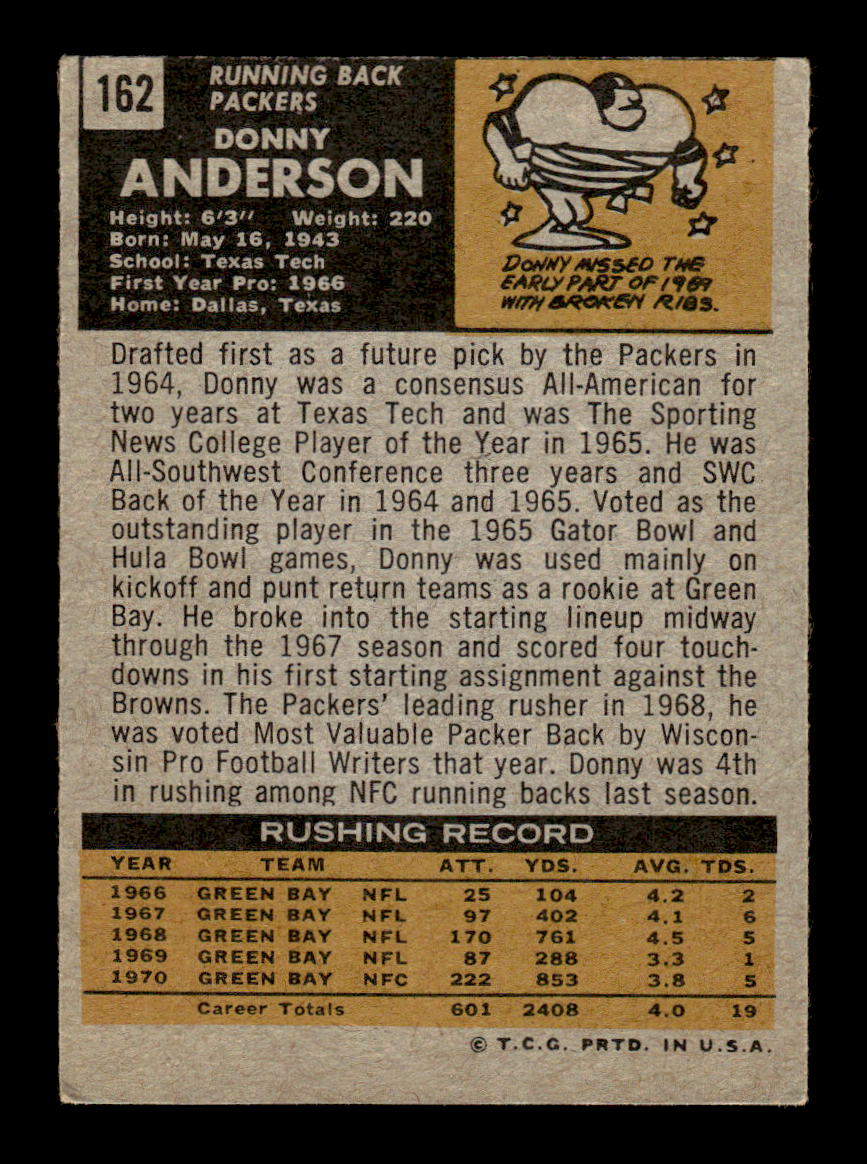 162
RUNNING BACK
PACKERS
DONNY
ANDERSON
Height: 6'3" Weight: 220
Born: May 16, 1943
School: Texas Tech
First Year Pro: 1966
Home: Dallas, Texas
DONNY MISSED THE
EARLY PART OF 1969
WITH BROKEN RIBS.
Drafted first as a future pick by the Packers in
1964, Donny was a consensus All-American for
two years at Texas Tech and was The Sporting
News College Player of the Year in 1965. He was
All-Southwest Conference three years and SWC
Back of the Year in 1964 and 1965. Voted as the
outstanding player in the 1965 Gator Bowl and
Hula Bowl games, Donny was used mainly on
kickoff and punt return teams as a rookie at Green
Bay. He broke into the starting lineup midway
through the 1967 season and scored four touch-
downs in his first starting assignment against the
Browns. The Packers' leading rusher in 1968, he
was voted Most Valuable Packer Back by Wiscon-
sin Pro Football Writers that year. Donny was 4th
in rushing among NFC running backs last season.
RUSHING RECORD
YEAR TEAM ATT. YDS. AVG. TDS.
1966 GREEN BAY NFL 25 104 4.2 2
1967 GREEN BAY NFL 97 402 4.1 6
1968 GREEN BAY NFL 170 761 4.5 5
1969 GREEN BAY NFL 87 288 3.3 1
1970 GREEN BAY NFC 222 853 3.8 5
Career Totals 601 2408 4.0 19
© T.C.G. PRTD. IN U.S.A.